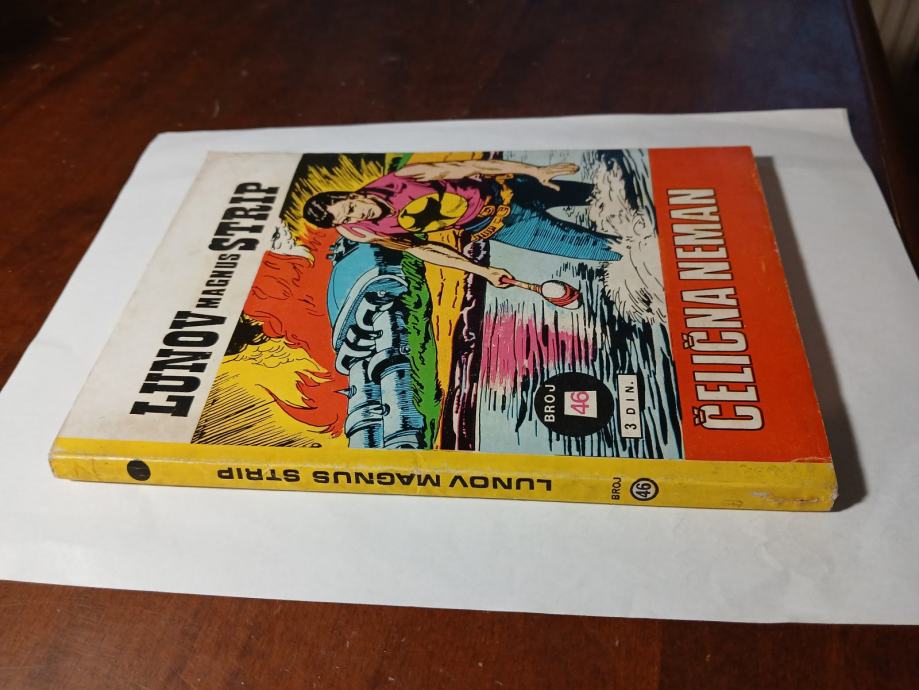 LUNOV MAGNUS STRIP
BROJ
46
3 DIN.
ČELIČNA NEMAN
LUNOV MAGNUS STRIP
BROJ
46